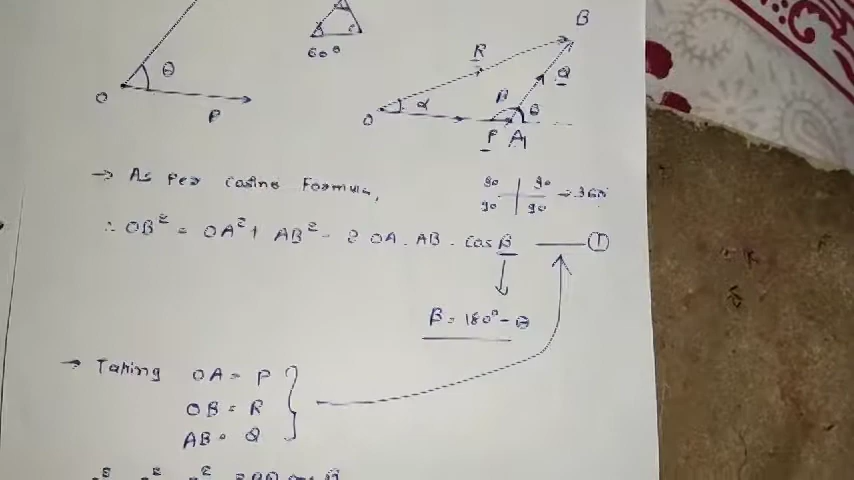 θ
O
P
60°
B
R
Q
β
θ
α
O
P A
→ As Per Cosine Formula,
90 90
90 90 → 360
∴ OB² = OA² + AB² - 2 OA . AB . cos β — ①
β = 180° - θ
→ Taking OA = P
OB = R
AB = Q